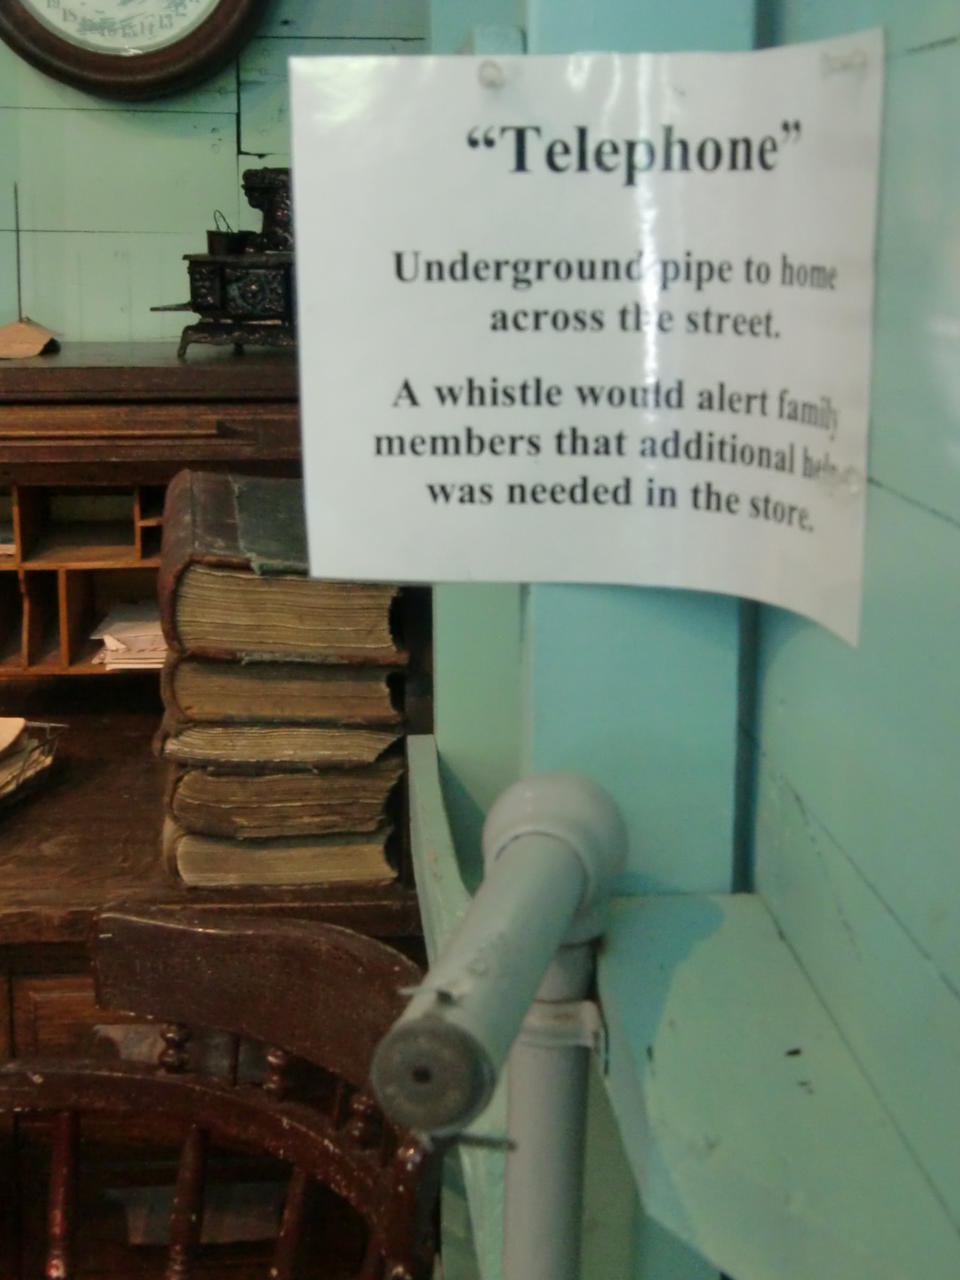 “Telephone”
Underground pipe to home
across the street.
A whistle would alert family
members that additional help
was needed in the store.